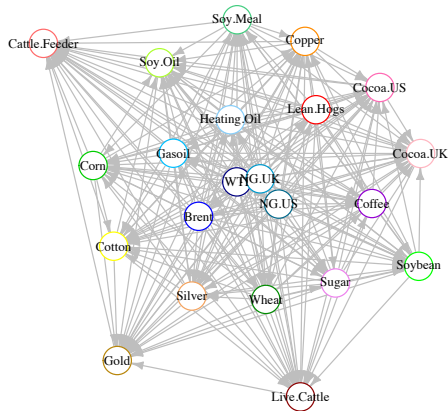 Soy.Meal
Cattle.Feeder
Copper
Soy.Oil
Cocoa.US
Lean.Hogs
Heating.Oil
Gasoil
Cocoa.UK
Corn
WTI
NG.UK
NG.US
Coffee
Brent
Cotton
Soybean
Sugar
Silver
Wheat
Gold
Live.Cattle